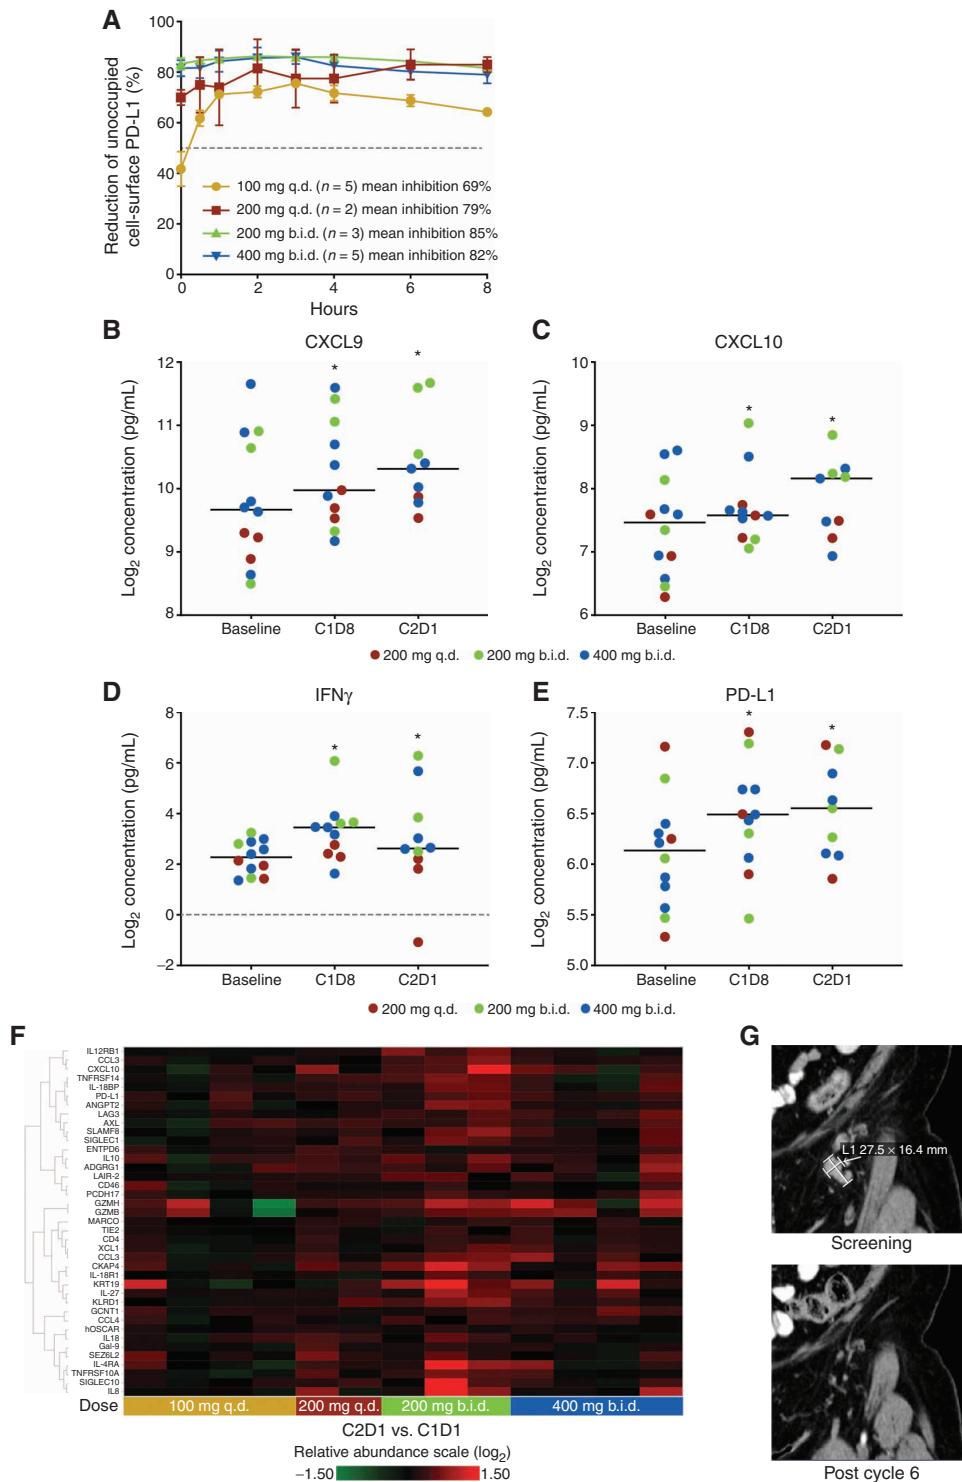 A
100
80
60
40
20
0
Reduction of unoccupied
cell-surface PD-L1 (%)
100 mg q.d. (n = 5) mean inhibition 69%
200 mg q.d. (n = 2) mean inhibition 79%
200 mg b.i.d. (n = 3) mean inhibition 85%
400 mg b.i.d. (n = 5) mean inhibition 82%
0 2 4 6 8
Hours
B
CXCL9
12
11
10
9
8
Log2 concentration (pg/mL)
* *
Baseline C1D8 C2D1
C
CXCL10
10
9
8
7
6
Log2 concentration (pg/mL)
* *
Baseline C1D8 C2D1
200 mg q.d. 200 mg b.i.d. 400 mg b.i.d.
D
IFNγ
8
6
4
2
0
−2
Log2 concentration (pg/mL)
* *
Baseline C1D8 C2D1
E
PD-L1
7.5
7.0
6.5
6.0
5.5
5.0
Log2 concentration (pg/mL)
* *
Baseline C1D8 C2D1
200 mg q.d. 200 mg b.i.d. 400 mg b.i.d.
F
IL12RB1
CCL3
CXCL10
TNFRSF14
IL-18BP
PD-L1
ANGPT2
LAG3
AXL
SLAMF8
SIGLEC1
ENTPD6
IL10
ADGRG1
LAIR-2
CD46
PCDH17
GZMH
GZMB
MARCO
TIE2
CD4
XCL1
CCL3
CKAP4
IL-18R1
KRT19
IL-27
KLRD1
GCNT1
CCL4
hOSCAR
IL18
Gal-9
SEZ6L2
IL-4RA
TNFRSF10A
SIGLEC10
IL8
Dose 100 mg q.d. 200 mg q.d. 200 mg b.i.d. 400 mg b.i.d.
C2D1 vs. C1D1
Relative abundance scale (log2)
−1.50 1.50
G
L1 27.5 × 16.4 mm
Screening
Post cycle 6